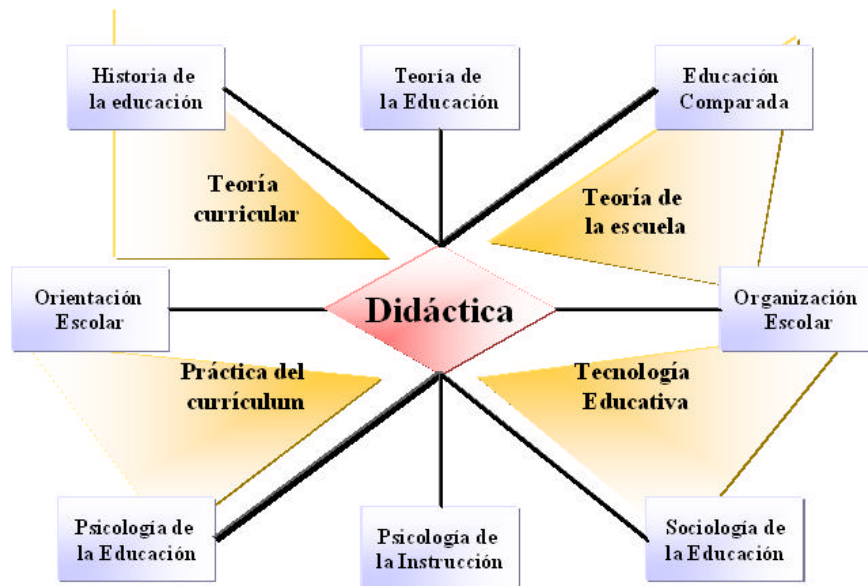 Historia de
la educación
Teoría de
la Educación
Educación
Comparada
Teoría
curricular
Teoría de
la escuela
Orientación
Escolar
Didáctica
Organización
Escolar
Práctica del
currículum
Tecnología
Educativa
Psicología de
la Educación
Psicología de
la Instrucción
Sociología de
la Educación